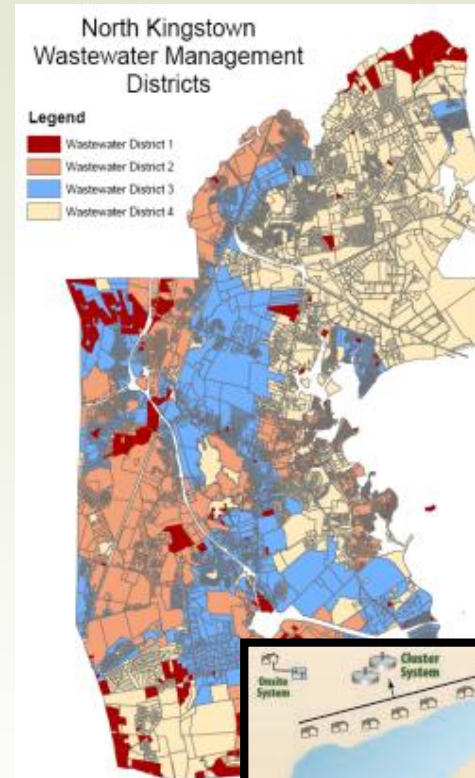 North Kingstown
Wastewater Management
Districts
Legend
Wastewater District 1
Wastewater District 2
Wastewater District 3
Wastewater District 4
Onsite
System
Cluster
System